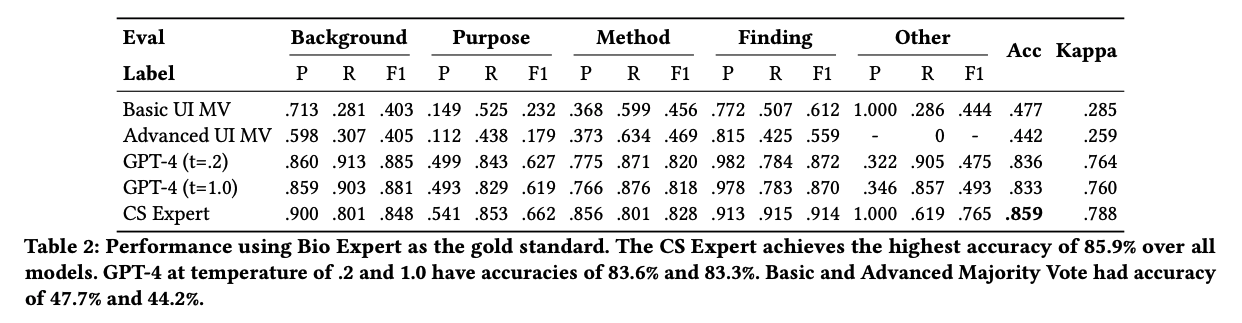 Eval Background Purpose Method Finding Other Acc Kappa
Label P R F1 P R F1 P R F1 P R F1 P R F1
Basic UI MV .713 .281 .403 .149 .525 .232 .368 .599 .456 .772 .507 .612 1.000 .286 .444 .477 .285
Advanced UI MV .598 .307 .405 .112 .438 .179 .373 .634 .469 .815 .425 .559 - 0 - .442 .259
GPT-4 (t=.2) .860 .913 .885 .499 .843 .627 .775 .871 .820 .982 .784 .872 .322 .905 .475 .836 .764
GPT-4 (t=1.0) .859 .903 .881 .493 .829 .619 .766 .876 .818 .978 .783 .870 .346 .857 .493 .833 .760
CS Expert .900 .801 .848 .541 .853 .662 .856 .801 .828 .913 .915 .914 1.000 .619 .765 .859 .788
Table 2: Performance using Bio Expert as the gold standard. The CS Expert achieves the highest accuracy of 85.9% over all
models. GPT-4 at temperature of .2 and 1.0 have accuracies of 83.6% and 83.3%. Basic and Advanced Majority Vote had accuracy
of 47.7% and 44.2%.